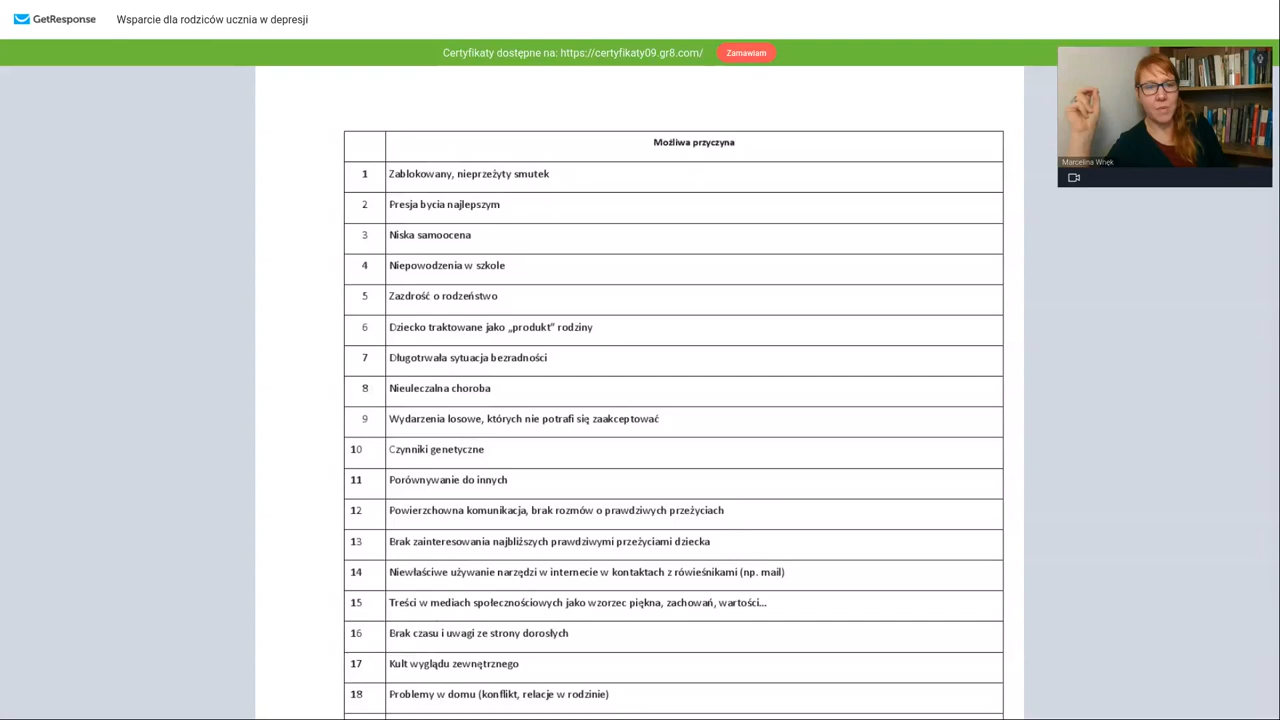 GetResponse Wsparcie dla rodziców ucznia w depresji
Certyfikaty dostępne na: https://certyfikaty09.gr8.com/ Zamawiam
Marcelina Wnęk
Możliwa przyczyna
1 Zablokowany, nieprzeżyty smutek
2 Presja bycia najlepszym
3 Niska samoocena
4 Niepowodzenia w szkole
5 Zazdrość o rodzeństwo
6 Dziecko traktowane jako „produkt” rodziny
7 Długotrwała sytuacja bezradności
8 Nieuleczalna choroba
9 Wydarzenia losowe, których nie potrafi się zaakceptować
10 Czynniki genetyczne
11 Porównywanie do innych
12 Powierzchowna komunikacja, brak rozmów o prawdziwych przeżyciach
13 Brak zainteresowania najbliższych prawdziwymi przeżyciami dziecka
14 Niewłaściwe używanie narzędzi w internecie w kontaktach z rówieśnikami (np. mail)
15 Treści w mediach społecznościowych jako wzorzec piękna, zachowań, wartości...
16 Brak czasu i uwagi ze strony dorosłych
17 Kult wyglądu zewnętrznego
18 Problemy w domu (konflikt, relacje w rodzinie)